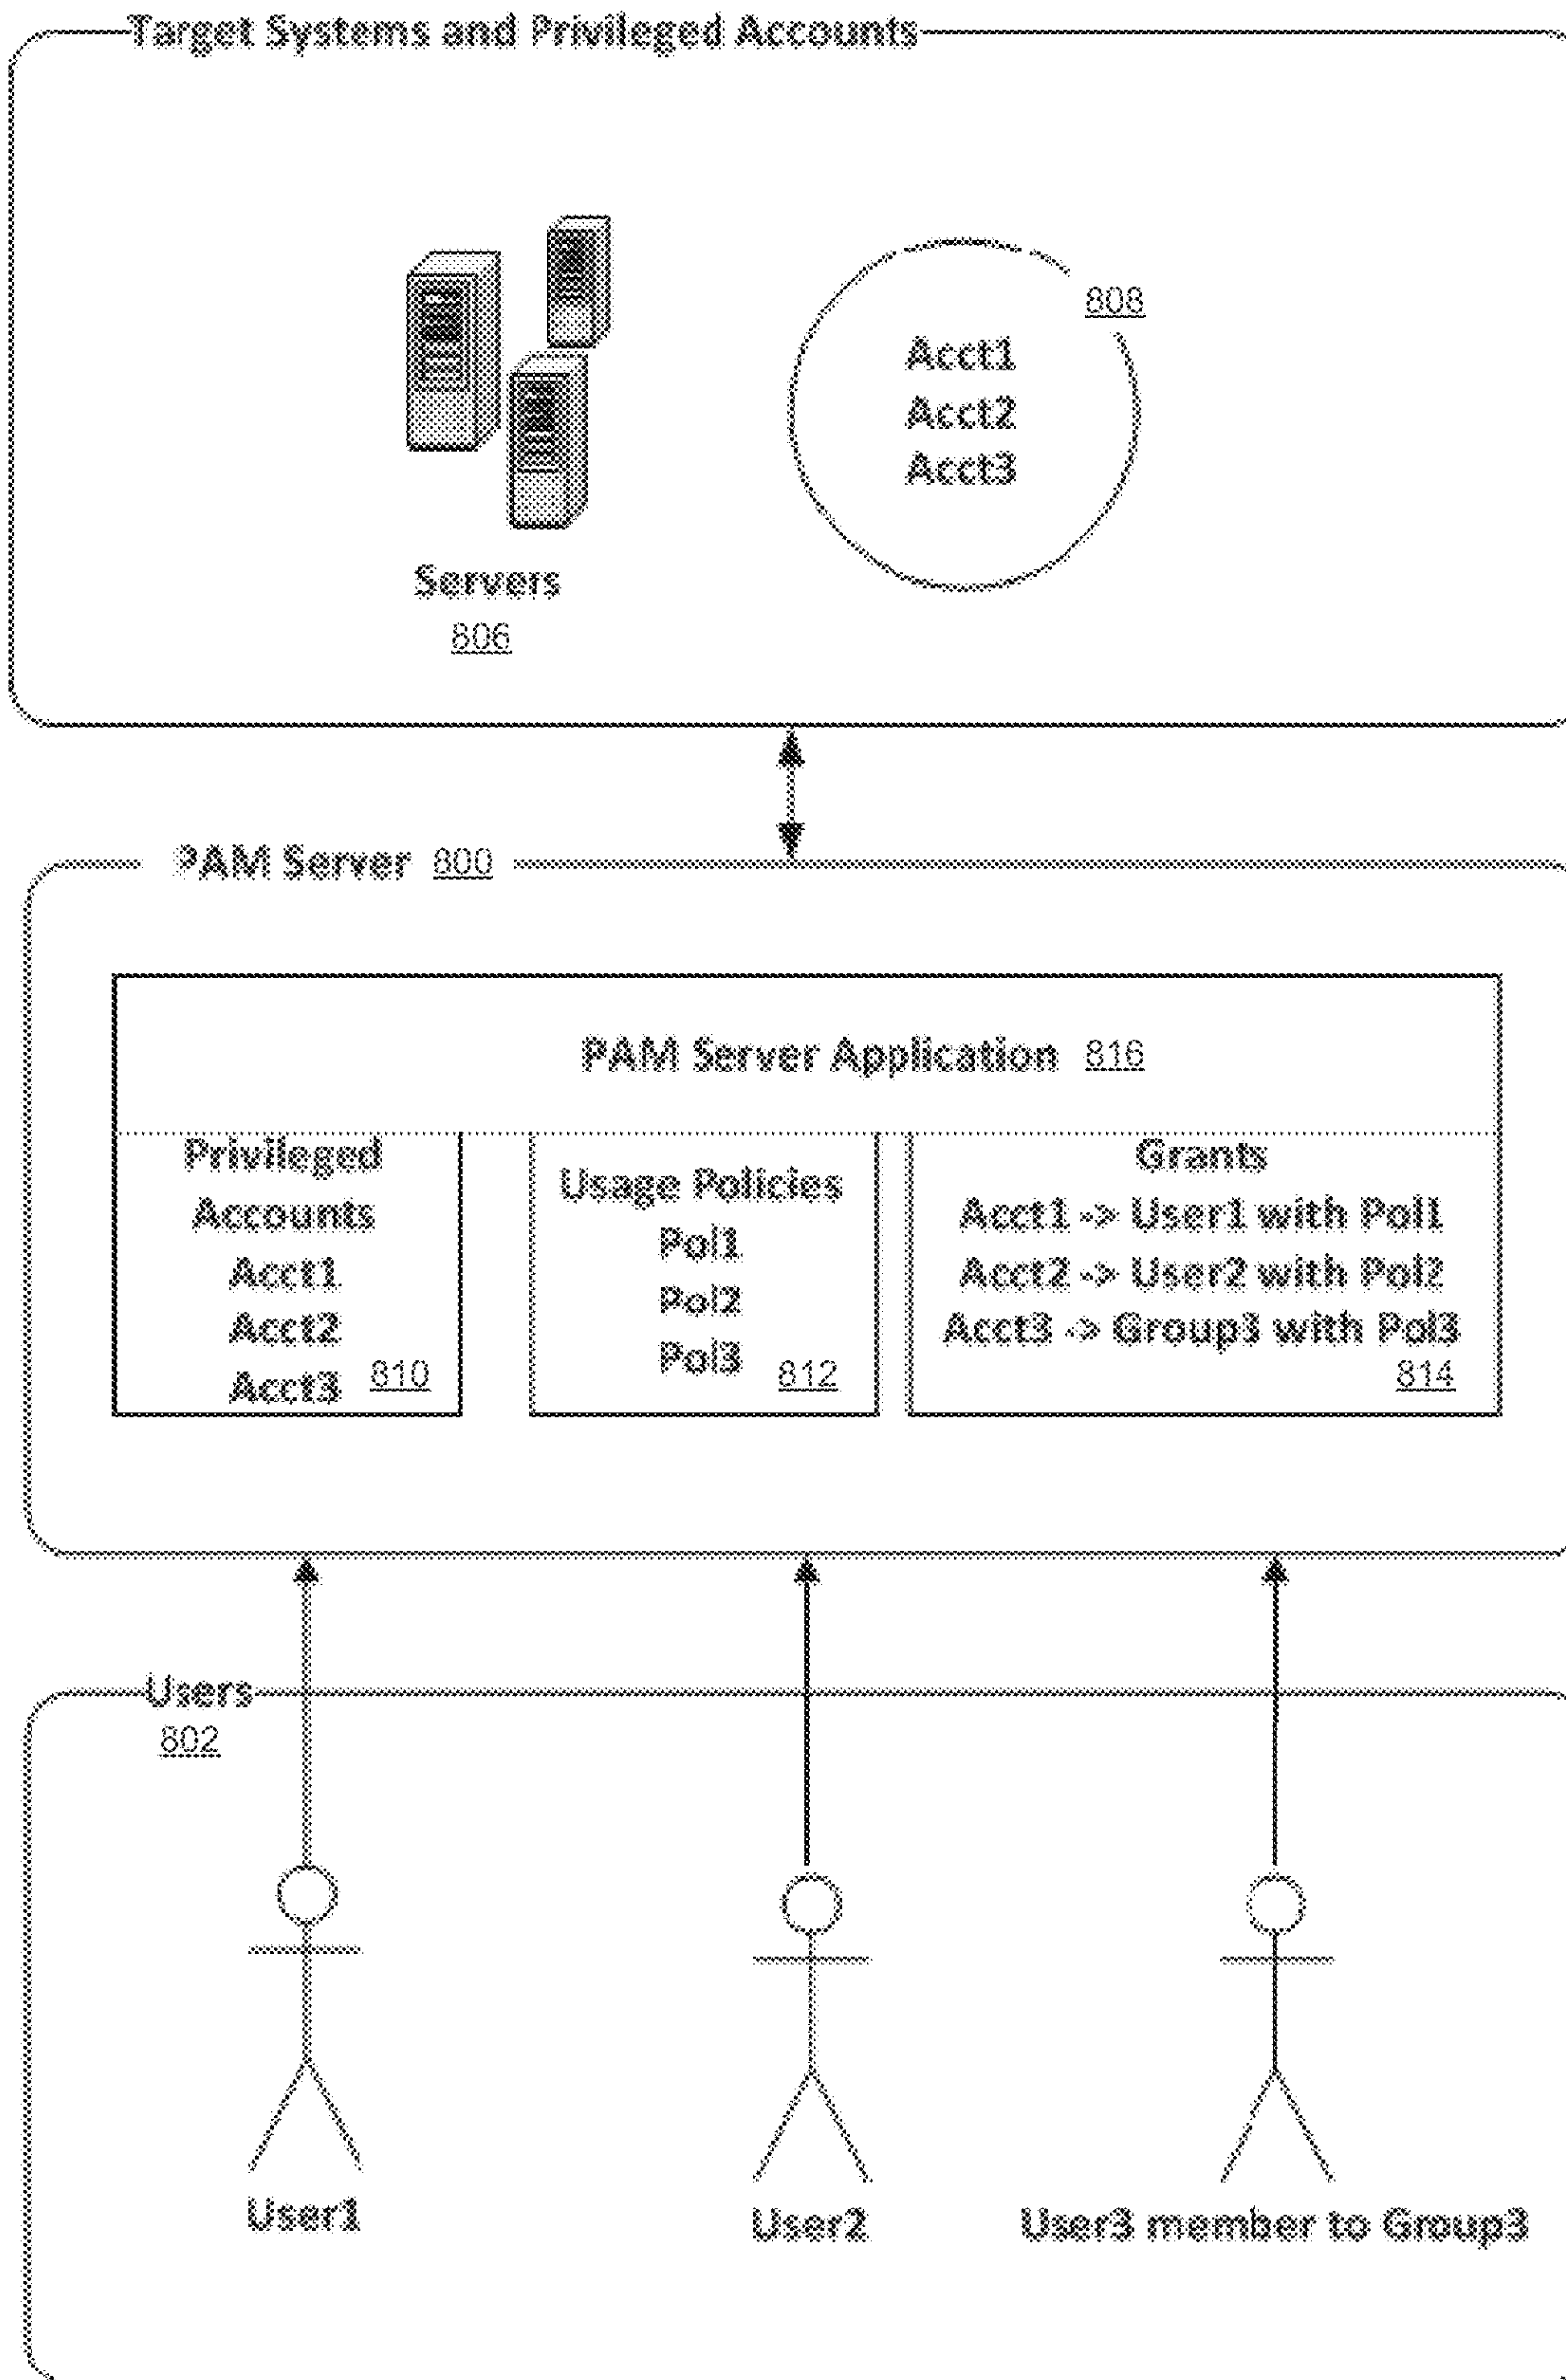 Target Systems and Privileged Accounts
808
Acct1
Acct2
Acct3
Servers
806
PAM Server 800
PAM Server Application 816
Privileged
Accounts
Acct1
Acct2
Acct3 810
Usage Policies
Pol1
Pol2
Pol3 812
Grants
Acct1 -> User1 with Pol1
Acct2 -> User2 with Pol2
Acct3 -> Group3 with Pol3
814
Users
802
User1
User2
User3 member to Group3